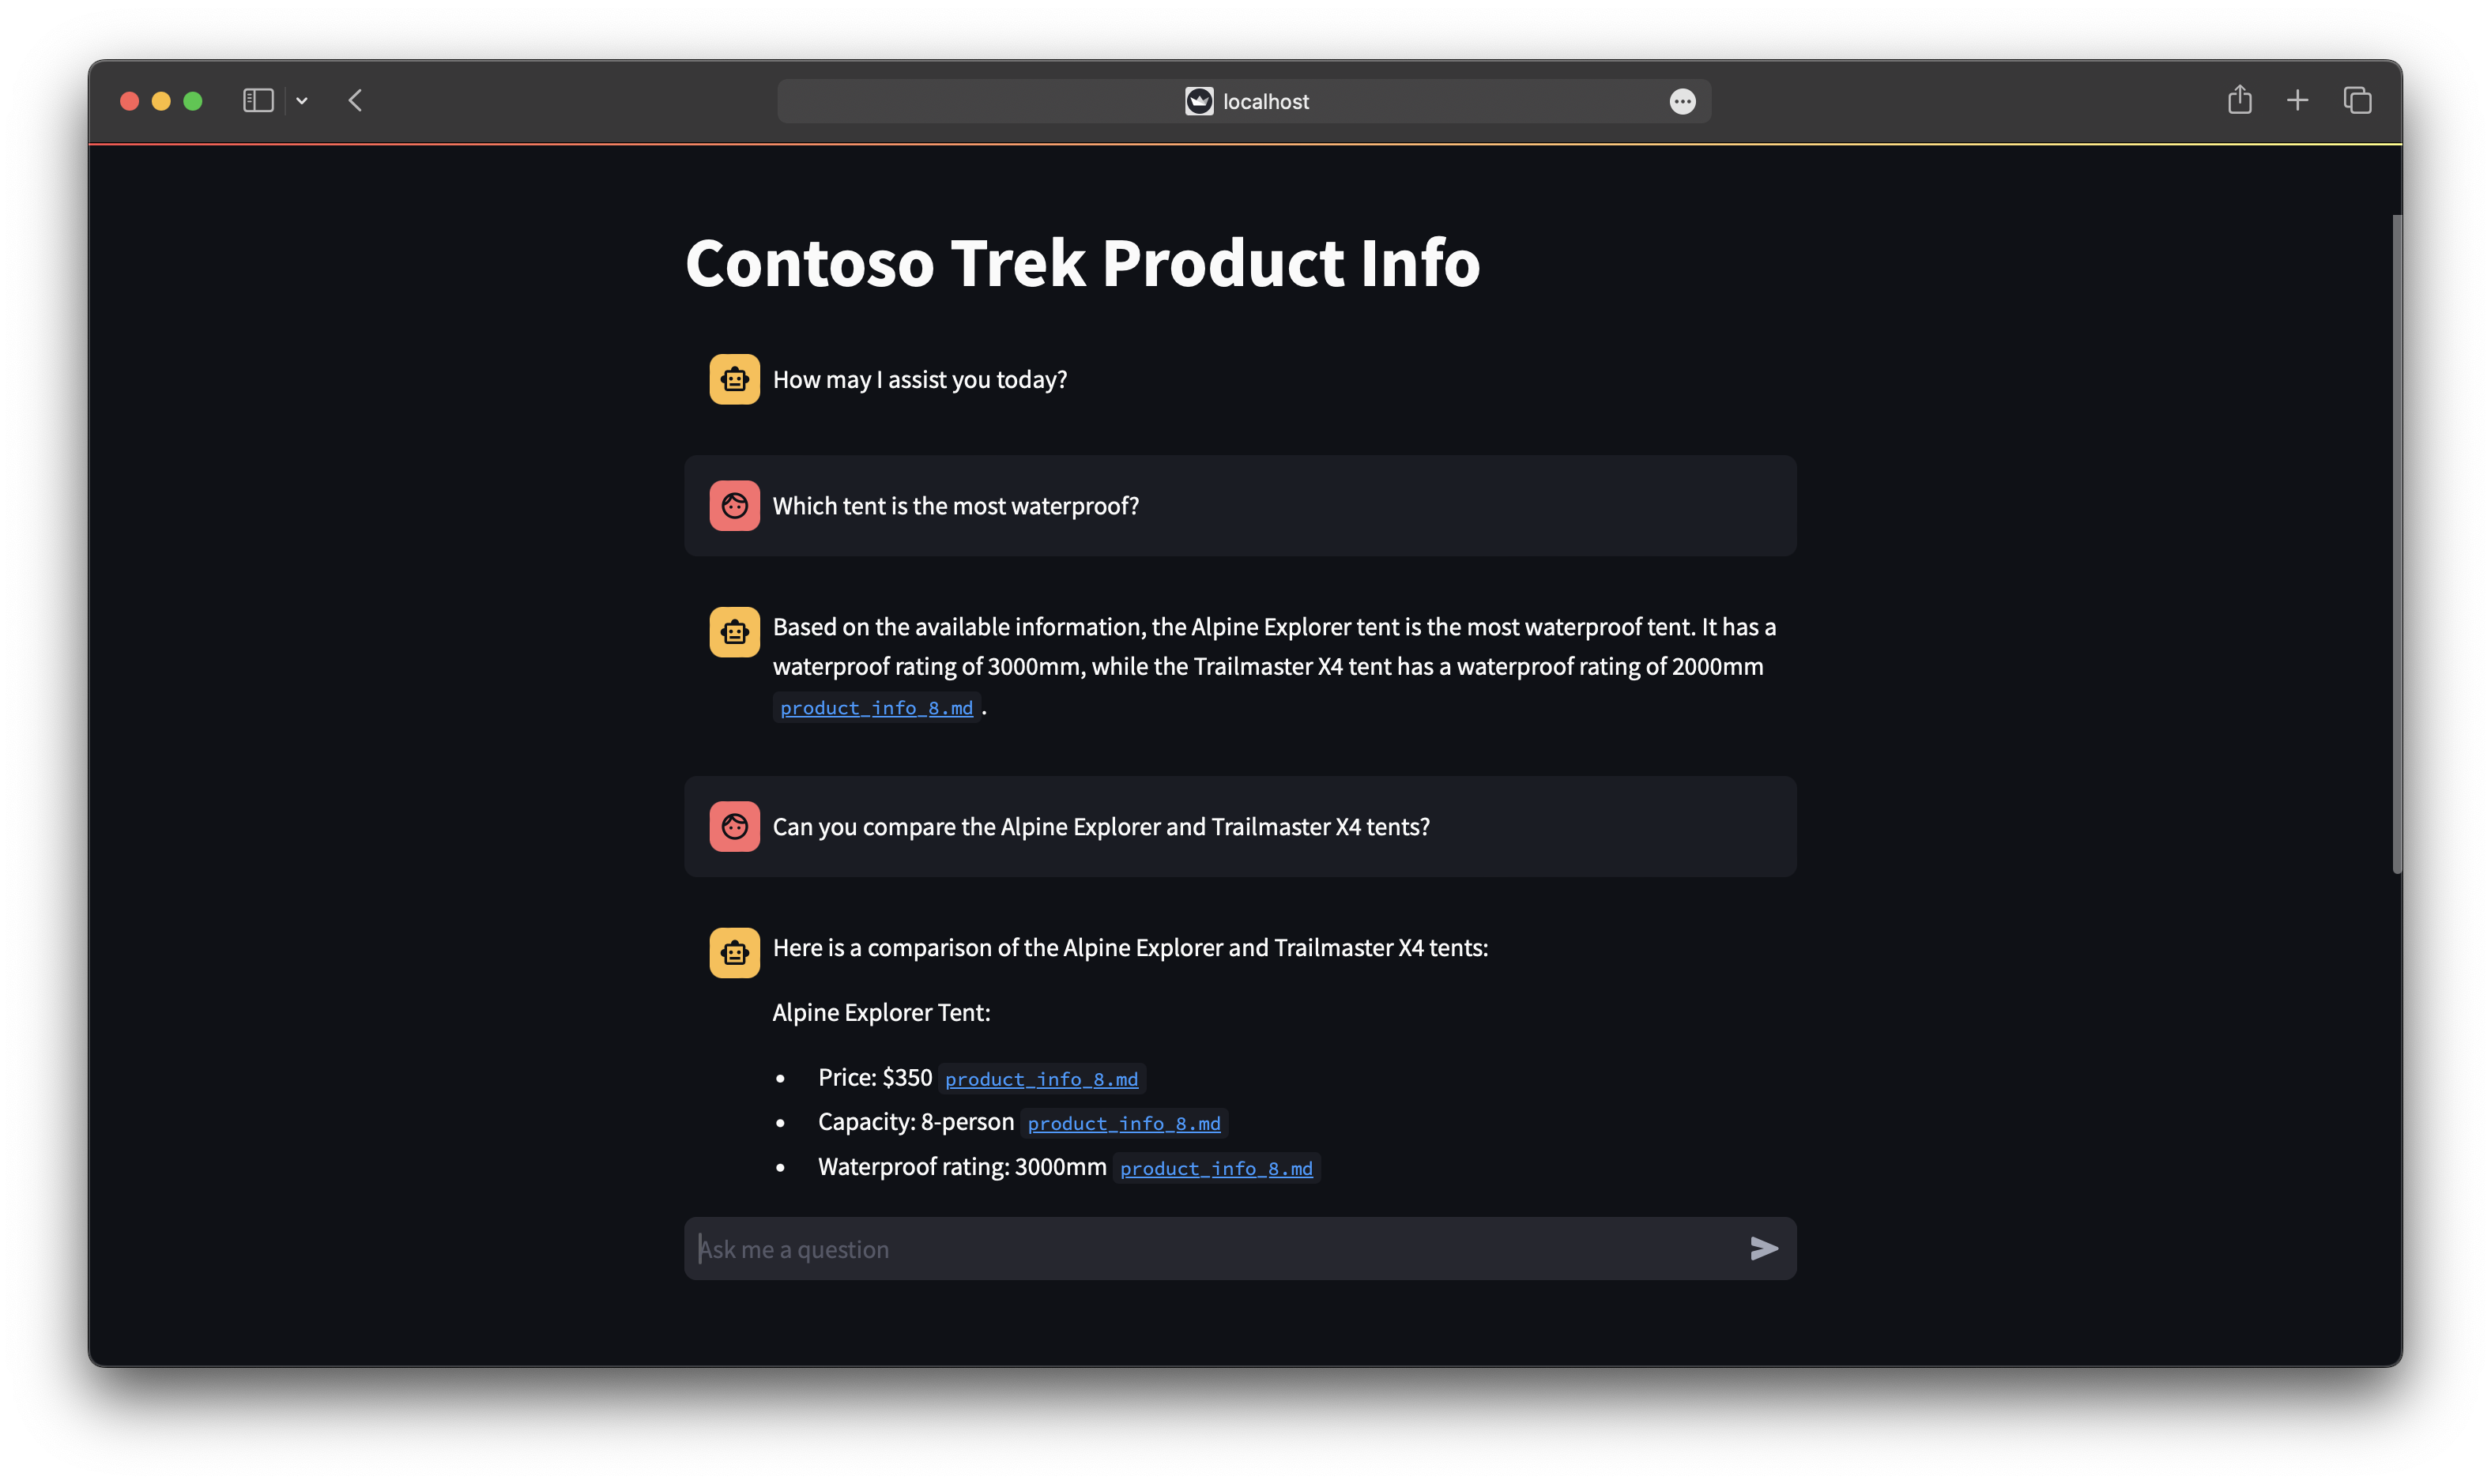 localhost
Contoso Trek Product Info
How may I assist you today?
Which tent is the most waterproof?
Based on the available information, the Alpine Explorer tent is the most waterproof tent. It has a
waterproof rating of 3000mm, while the Trailmaster X4 tent has a waterproof rating of 2000mm
product_info_8.md .
Can you compare the Alpine Explorer and Trailmaster X4 tents?
Here is a comparison of the Alpine Explorer and Trailmaster X4 tents:
Alpine Explorer Tent:
• Price: $350 product_info_8.md
• Capacity: 8-person product_info_8.md
• Waterproof rating: 3000mm product_info_8.md
Ask me a question